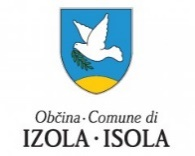 Občina · Comune di
IZOLA · ISOLA